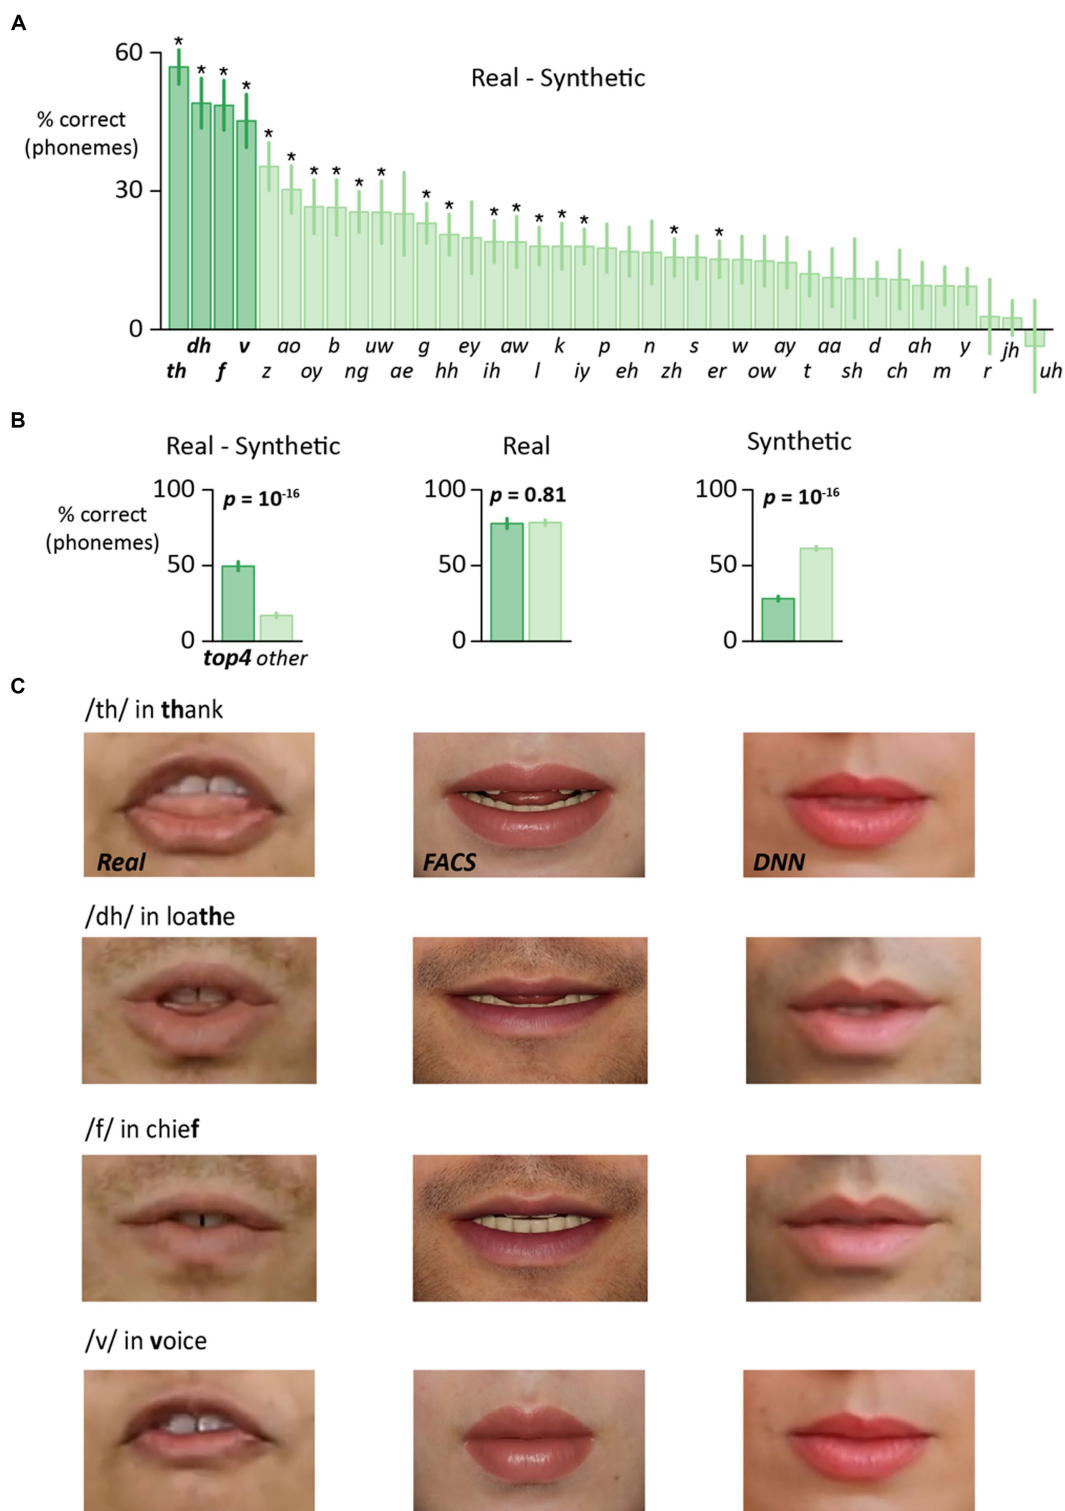 A
Real - Synthetic
% correct
(phonemes)
60
30
0
* * * * * * * * * * * * * * * * * * *
dh v ao b uw g ey aw k p n s w ay aa d ah y jh
th f z oy ng ae hh ih l iy eh zh er ow t sh ch m r uh
B
Real - Synthetic
Real
Synthetic
% correct
(phonemes)
100
50
0
p = 10-16
top4 other
100
50
0
p = 0.81
100
50
0
p = 10-16
C
/th/ in thank
Real
FACS
DNN
/dh/ in loathe
/f/ in chief
/v/ in voice